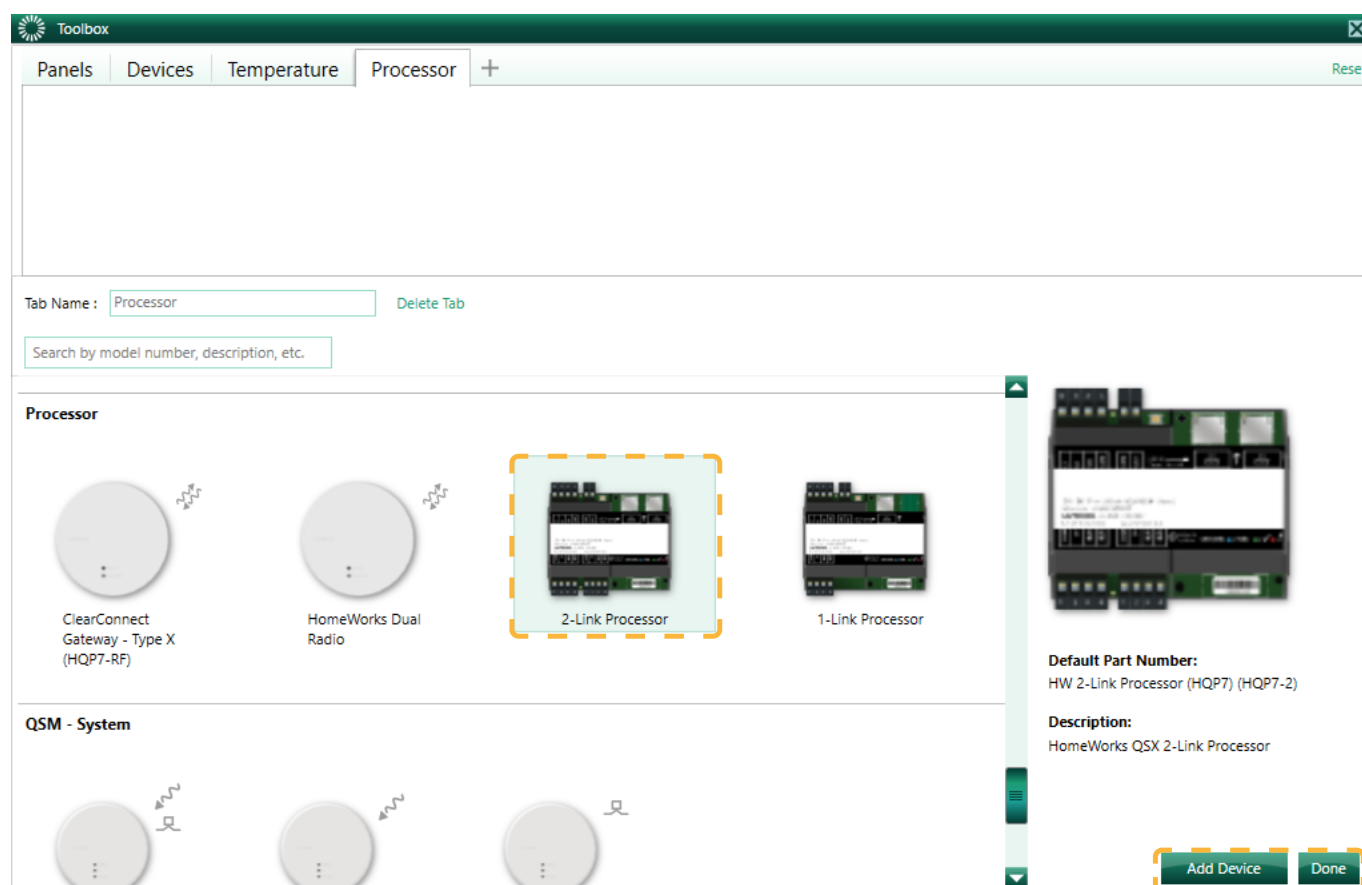 Toolbox
Panels
Devices
Temperature
Processor
Rese
Tab Name :
Processor
Delete Tab
Search by model number, description, etc.
Processor
ClearConnect
Gateway - Type X
(HQP7-RF)
HomeWorks Dual
Radio
2-Link Processor
1-Link Processor
Default Part Number:
HW 2-Link Processor (HQP7) (HQP7-2)
Description:
HomeWorks QSX 2-Link Processor
QSM - System
Add Device
Done